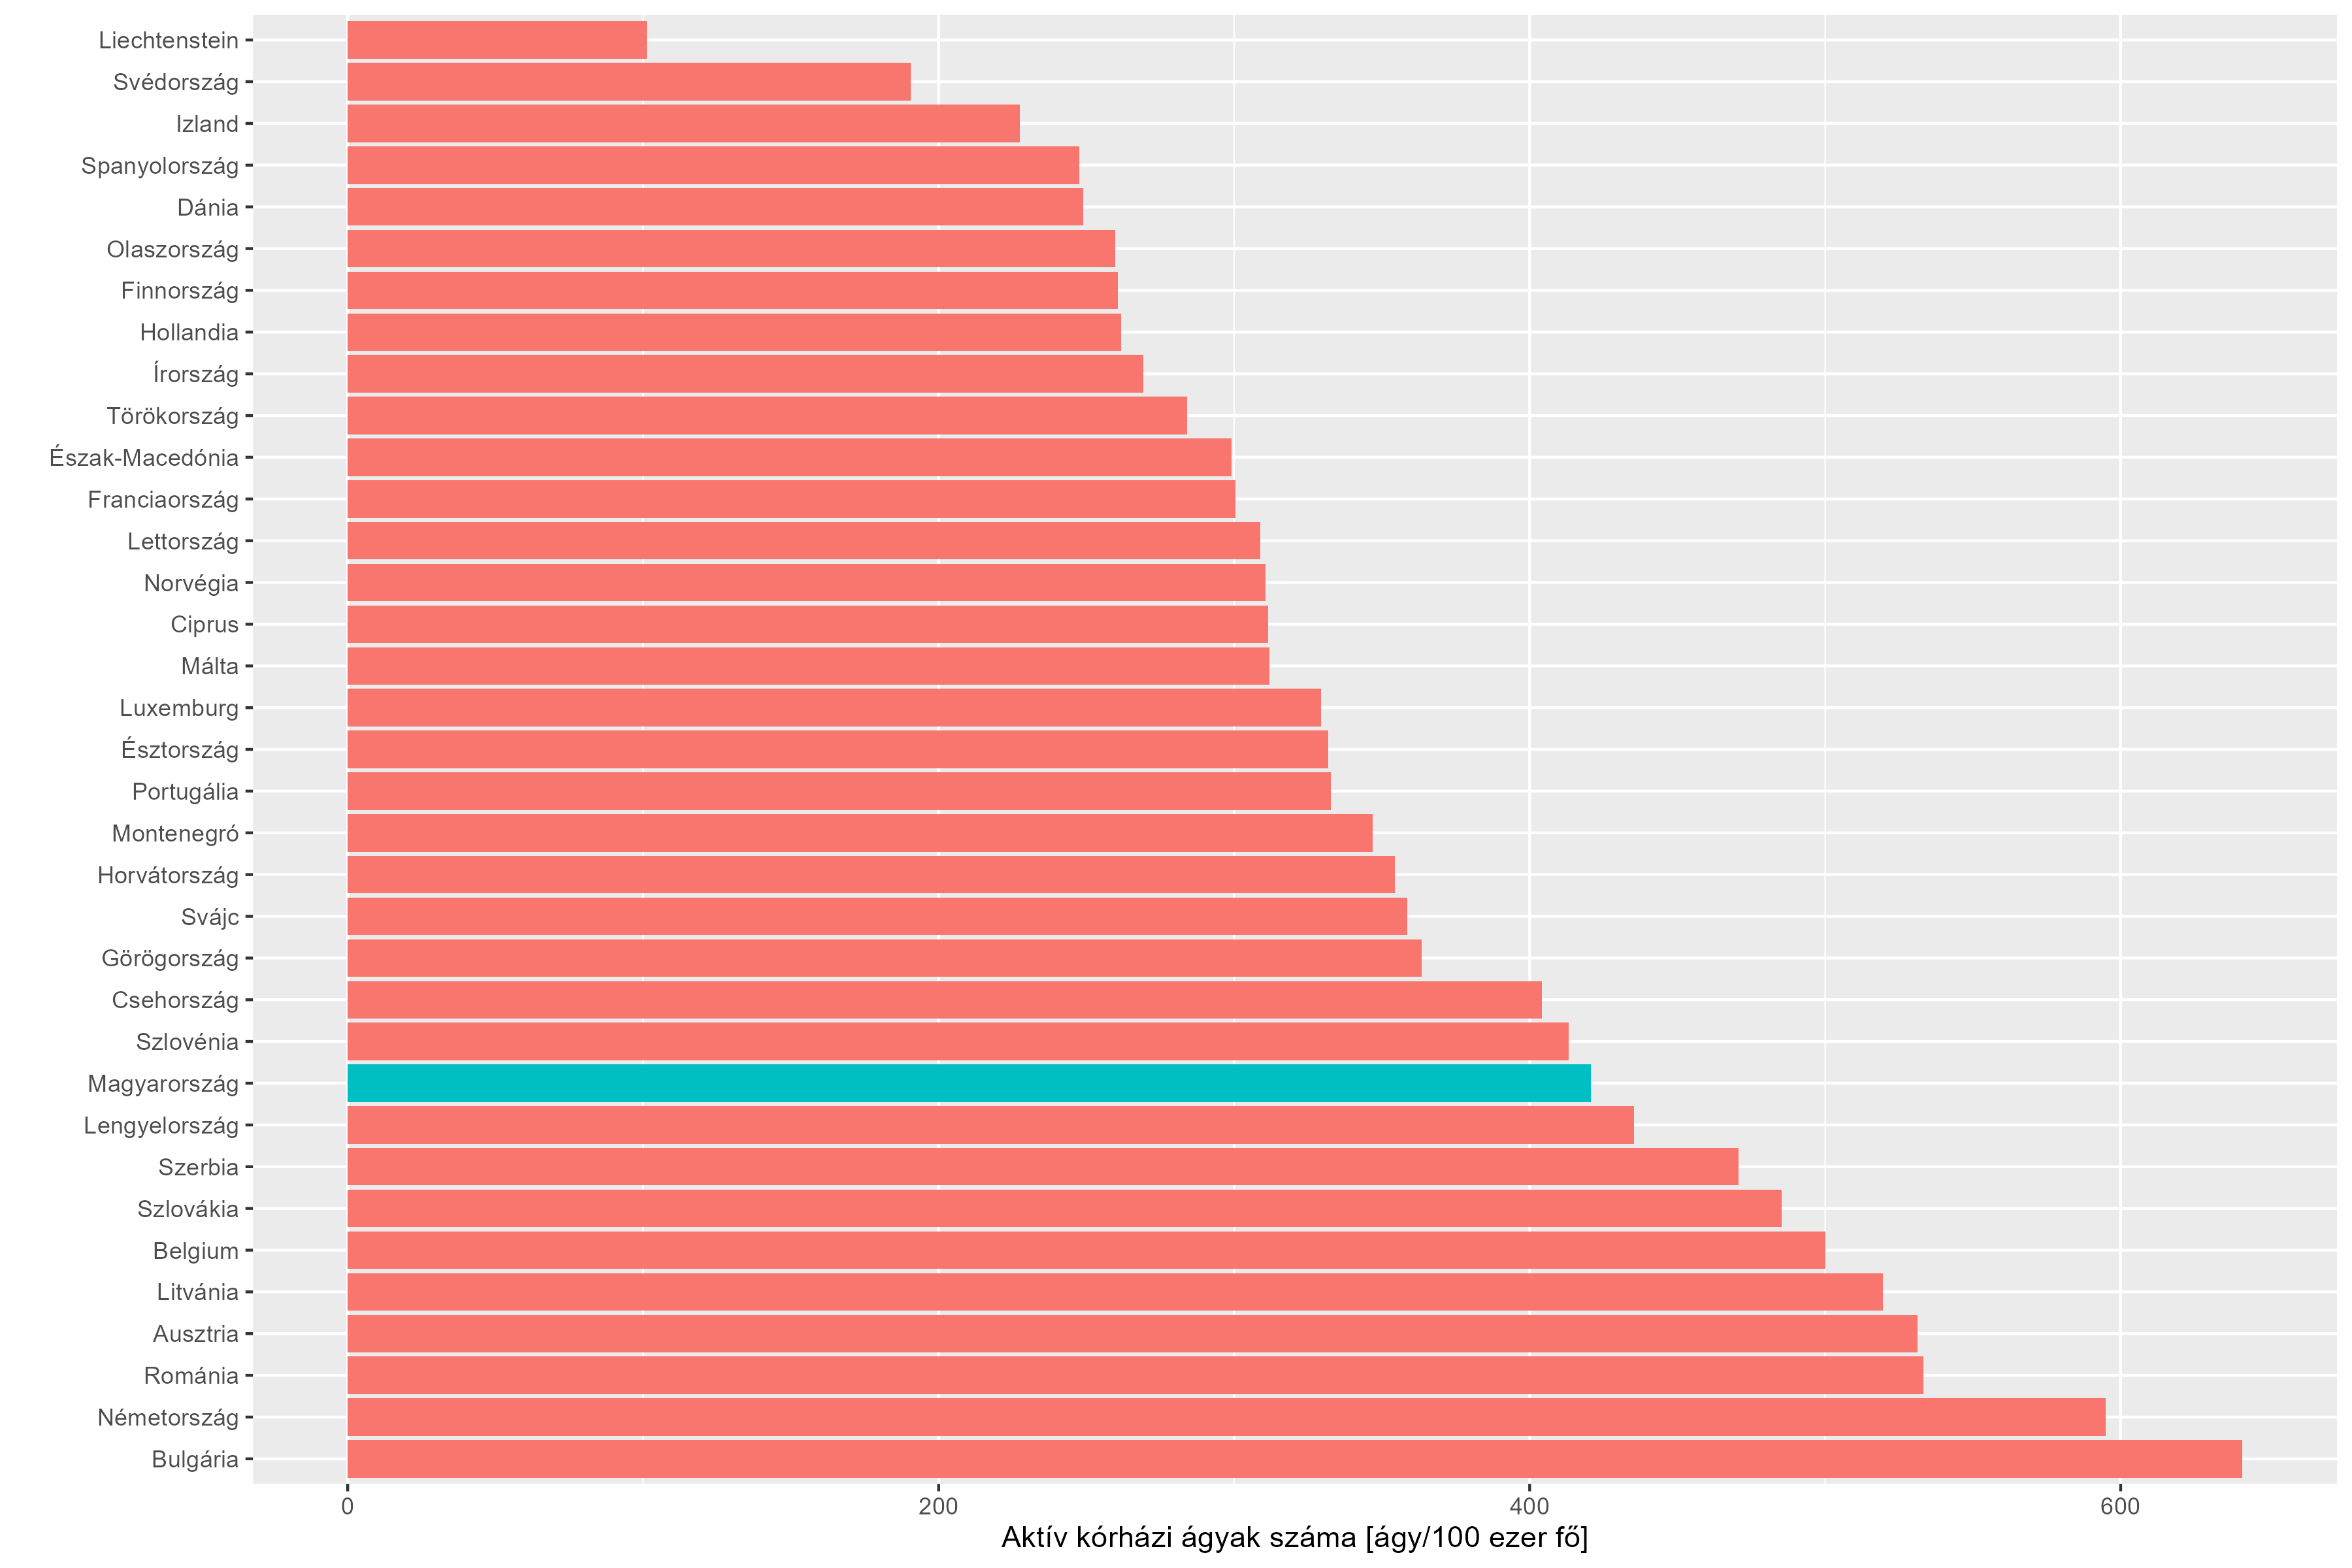 Liechtenstein
Svédország
Izland
Spanyolország
Dánia
Olaszország
Finnország
Hollandia
Írország
Törökország
Észak-Macedónia
Franciaország
Lettország
Norvégia
Ciprus
Málta
Luxemburg
Észtország
Portugália
Montenegró
Horvátország
Svájc
Görögország
Csehország
Szlovénia
Magyarország
Lengyelország
Szerbia
Szlovákia
Belgium
Litvánia
Ausztria
Románia
Németország
Bulgária
0 200 400 600
Aktív kórházi ágyak száma [ágy/100 ezer fő]